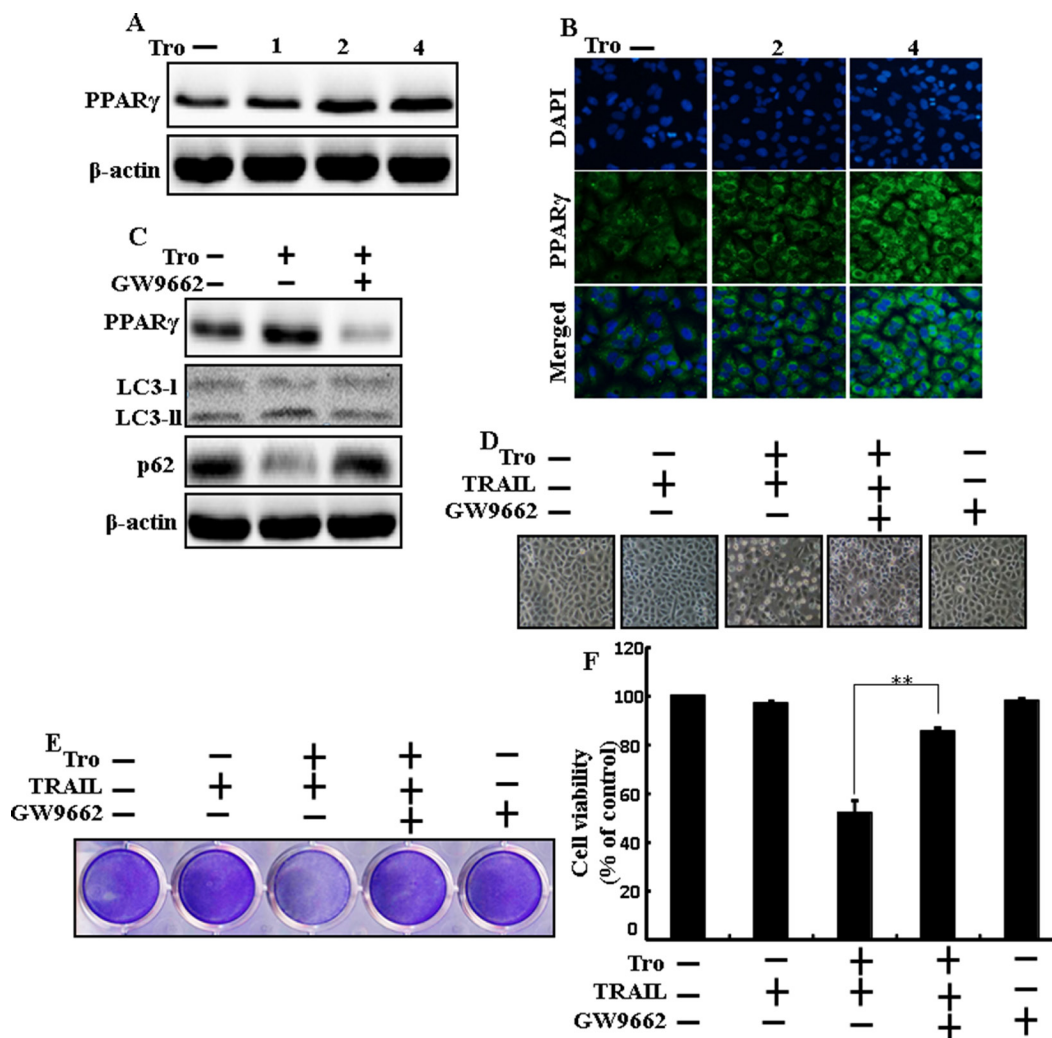 A
Tro — 1 2 4
PPARγ
β-actin
B
Tro — 2 4
DAPI
PPARγ
Merged
C
Tro − + +
GW9662 − − +
PPARγ
LC3-I
LC3-II
p62
β-actin
D
Tro − − + + −
TRAIL − + + + −
GW9662 − − − + +
E
Tro − − + + −
TRAIL − + + + −
GW9662 − − − + +
F
Cell viability
(% of control)
120
100
80
60
40
20
0
**
Tro − − + + −
TRAIL − + + + −
GW9662 − − − + +